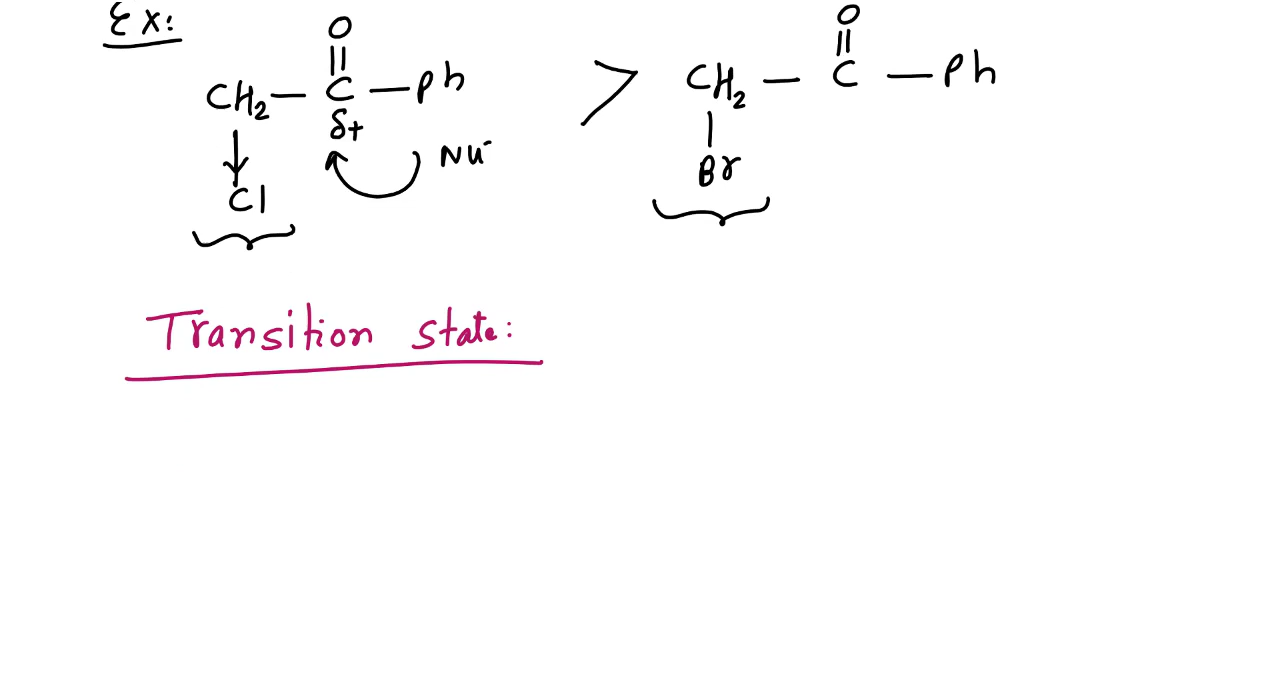 Ex:
O O
|| ||
CH2 — C — Ph > CH2 — C — Ph
δ+
Nu-
Cl Br
Transition state: